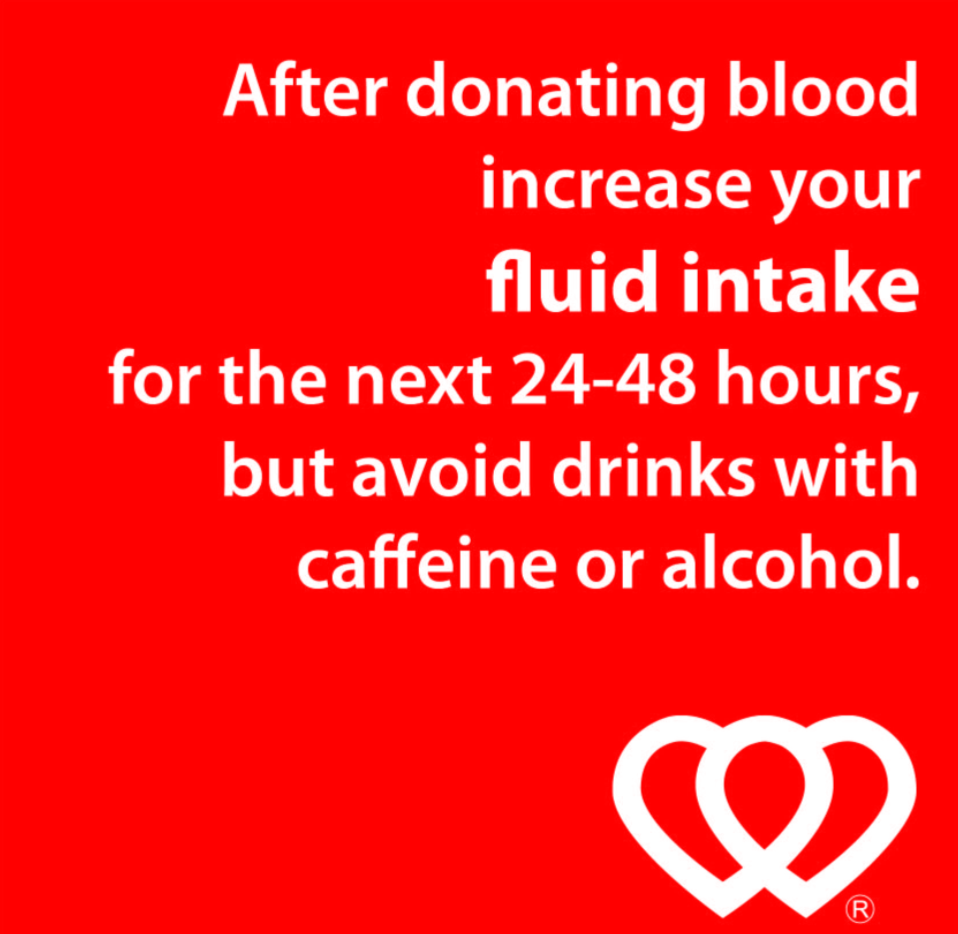 After donating blood
increase your
fluid intake
for the next 24-48 hours,
but avoid drinks with
caffeine or alcohol.
®